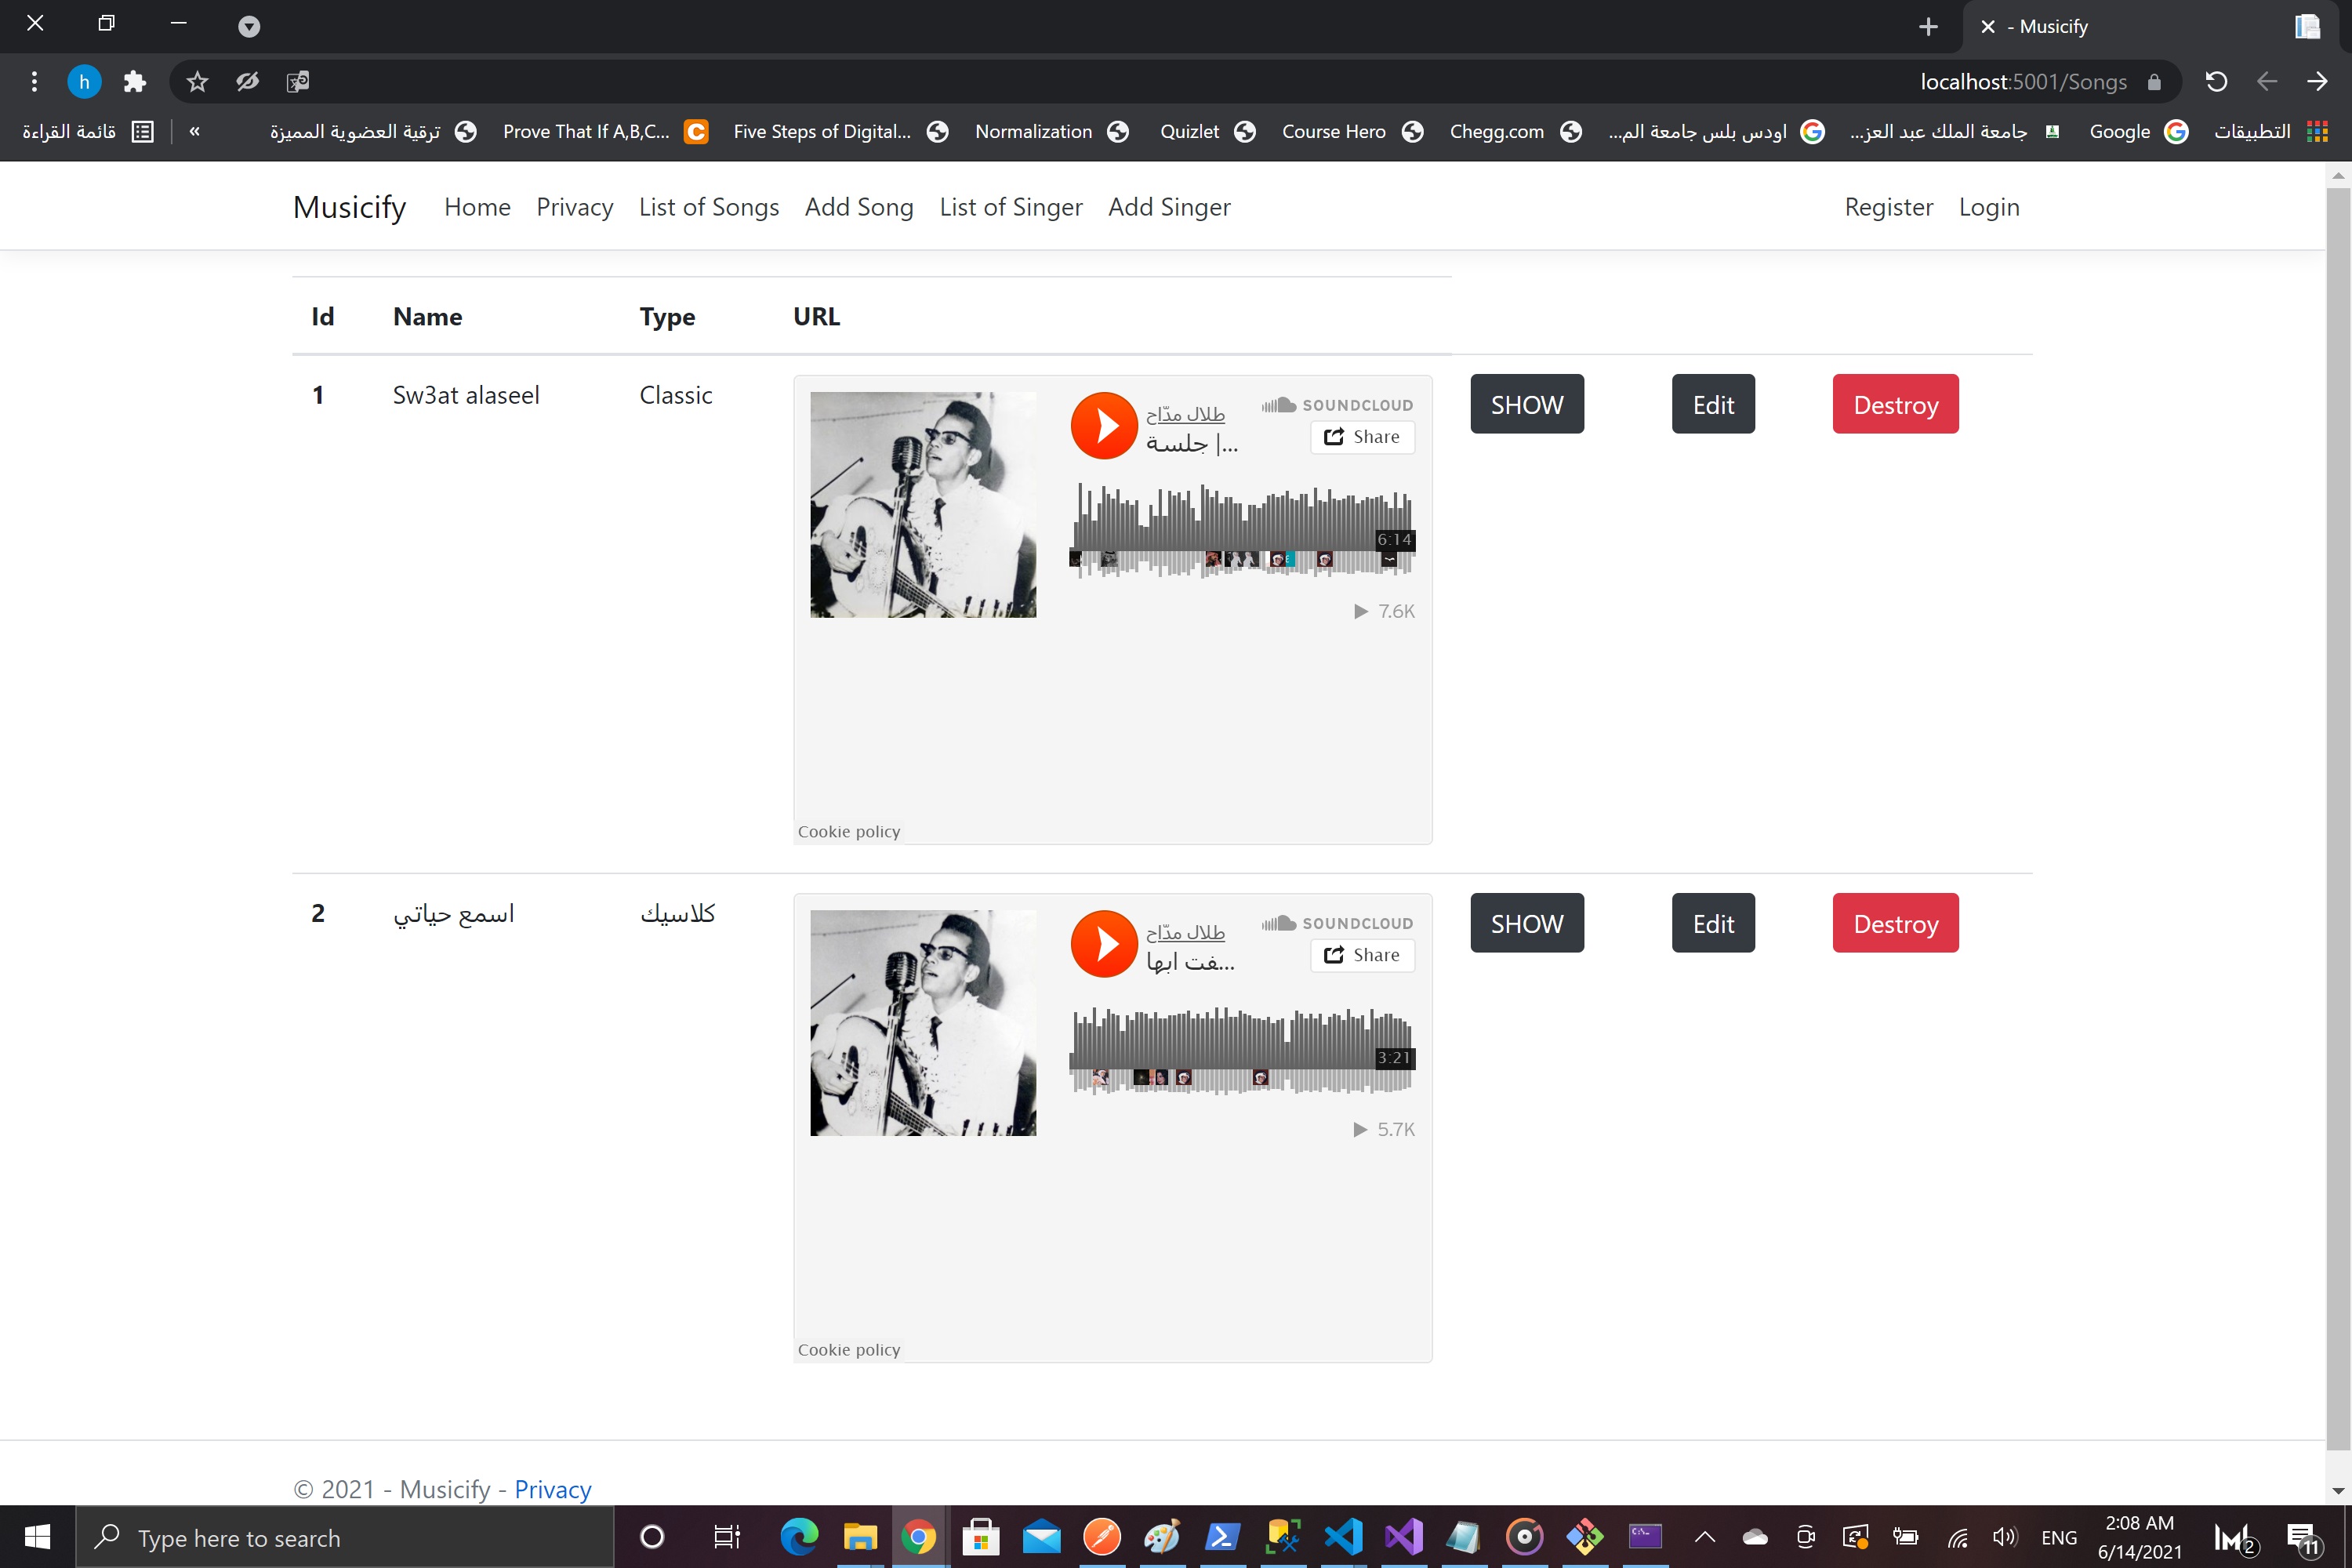 - Musicify
localhost:5001/Songs
h
التطبيقات
Google
جامعة الملك عبد العز...
اودس بلس جامعة الم...
Chegg.com
Course Hero
Quizlet
Normalization
Five Steps of Digital...
Prove That If A,B,C...
ترقية العضوية المميزة
«
قائمة القراءة
Musicify Home Privacy List of Songs Add Song List of Singer Add Singer Register Login
Id Name Type URL
1 Sw3at alaseel Classic
طلال مدّاح
جلسة |...
SOUNDCLOUD
Share
6:14
7.6K
Cookie policy
SHOW Edit Destroy
2 اسمع حياتي كلاسيك
طلال مدّاح
فت ابها...
SOUNDCLOUD
Share
3:21
5.7K
Cookie policy
SHOW Edit Destroy
© 2021 - Musicify - Privacy
Type here to search
ENG
2:08 AM
6/14/2021
2
11